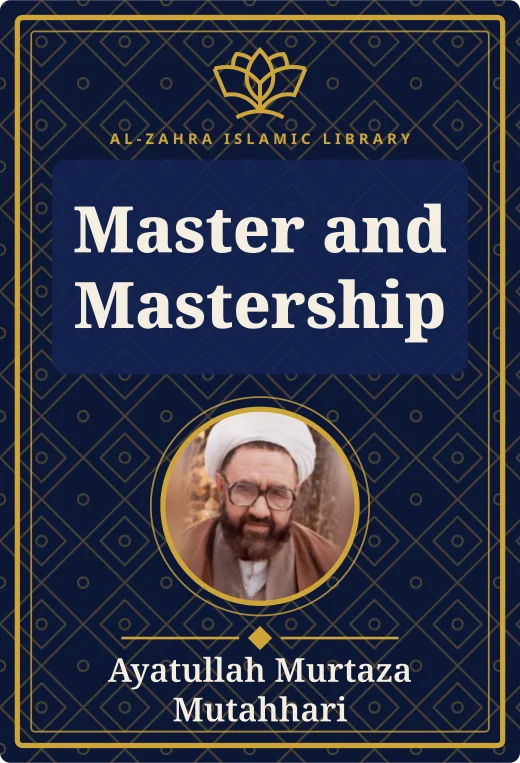 AL-ZAHRA ISLAMIC LIBRARY
Master and
Mastership
Ayatullah Murtaza
Mutahhari